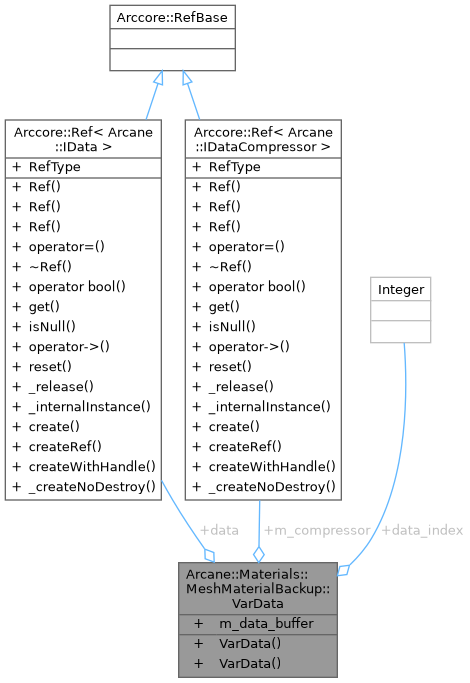 Arccore::RefBase
Arccore::Ref< Arcane
::IData >
+ RefType
+ Ref()
+ Ref()
+ Ref()
+ operator=()
+ ~Ref()
+ operator bool()
+ get()
+ isNull()
+ operator->()
+ reset()
+ _release()
+ _internalInstance()
+ create()
+ createRef()
+ createWithHandle()
+ _createNoDestroy()
Arccore::Ref< Arcane
::IDataCompressor >
+ RefType
+ Ref()
+ Ref()
+ Ref()
+ operator=()
+ ~Ref()
+ operator bool()
+ get()
+ isNull()
+ operator->()
+ reset()
+ _release()
+ _internalInstance()
+ create()
+ createRef()
+ createWithHandle()
+ _createNoDestroy()
Integer
+data
+m_compressor
+data_index
Arcane::Materials::
MeshMaterialBackup::
VarData
+ m_data_buffer
+ VarData()
+ VarData()